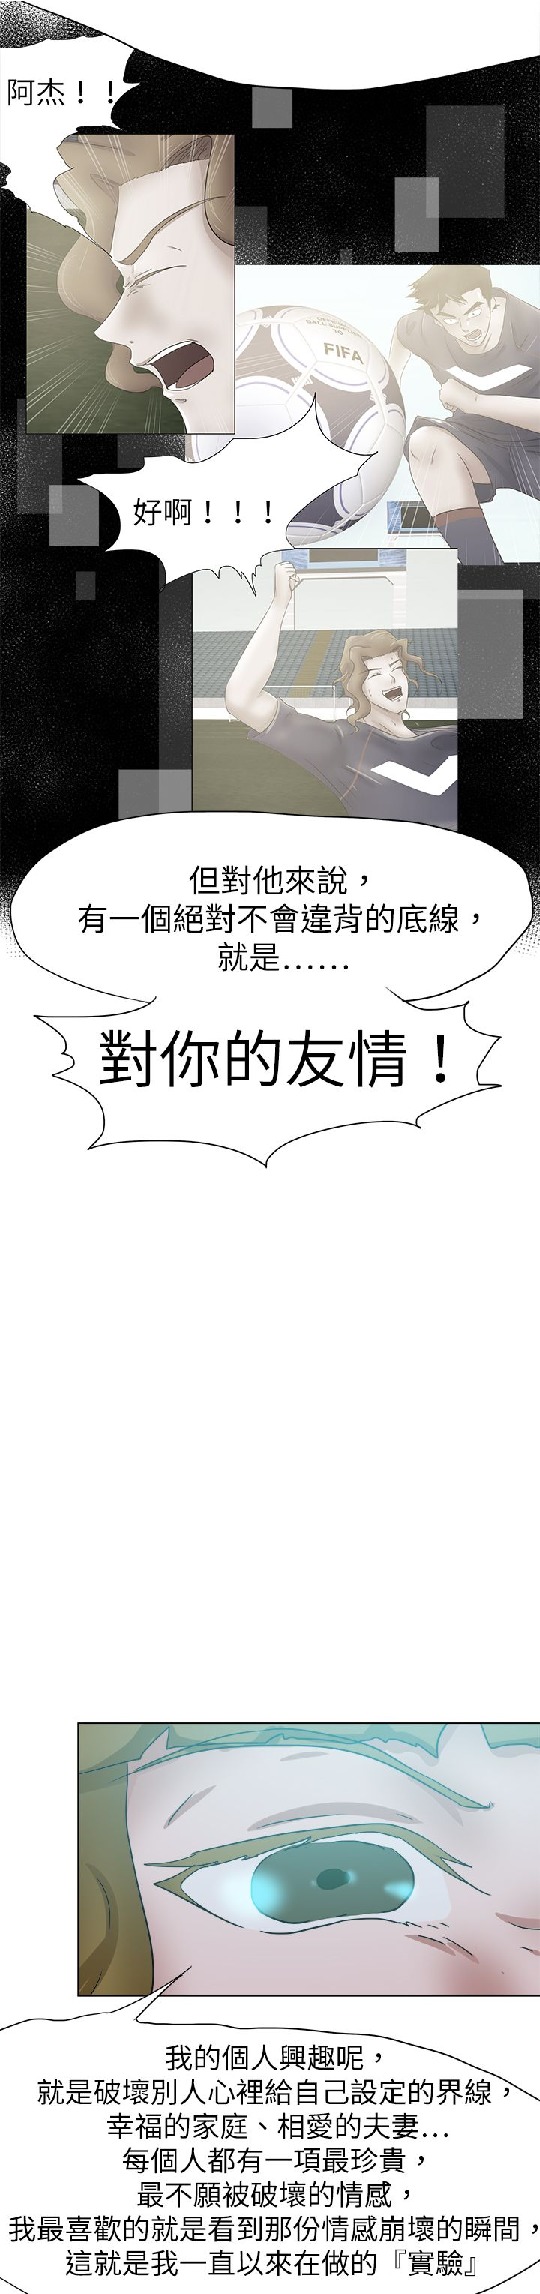 阿杰！！
FIFA
好啊！！！
但對他來說，
有一個絕對不會違背的底線，
就是......
對你的友情！
我的個人興趣呢，
就是破壞別人心裡給自己設定的界線，
幸福的家庭、相愛的夫妻...
每個人都有一項最珍貴，
最不願被破壞的情感，
我最喜歡的就是看到那份情感崩壞的瞬間，
這就是我一直以來在做的『實驗』